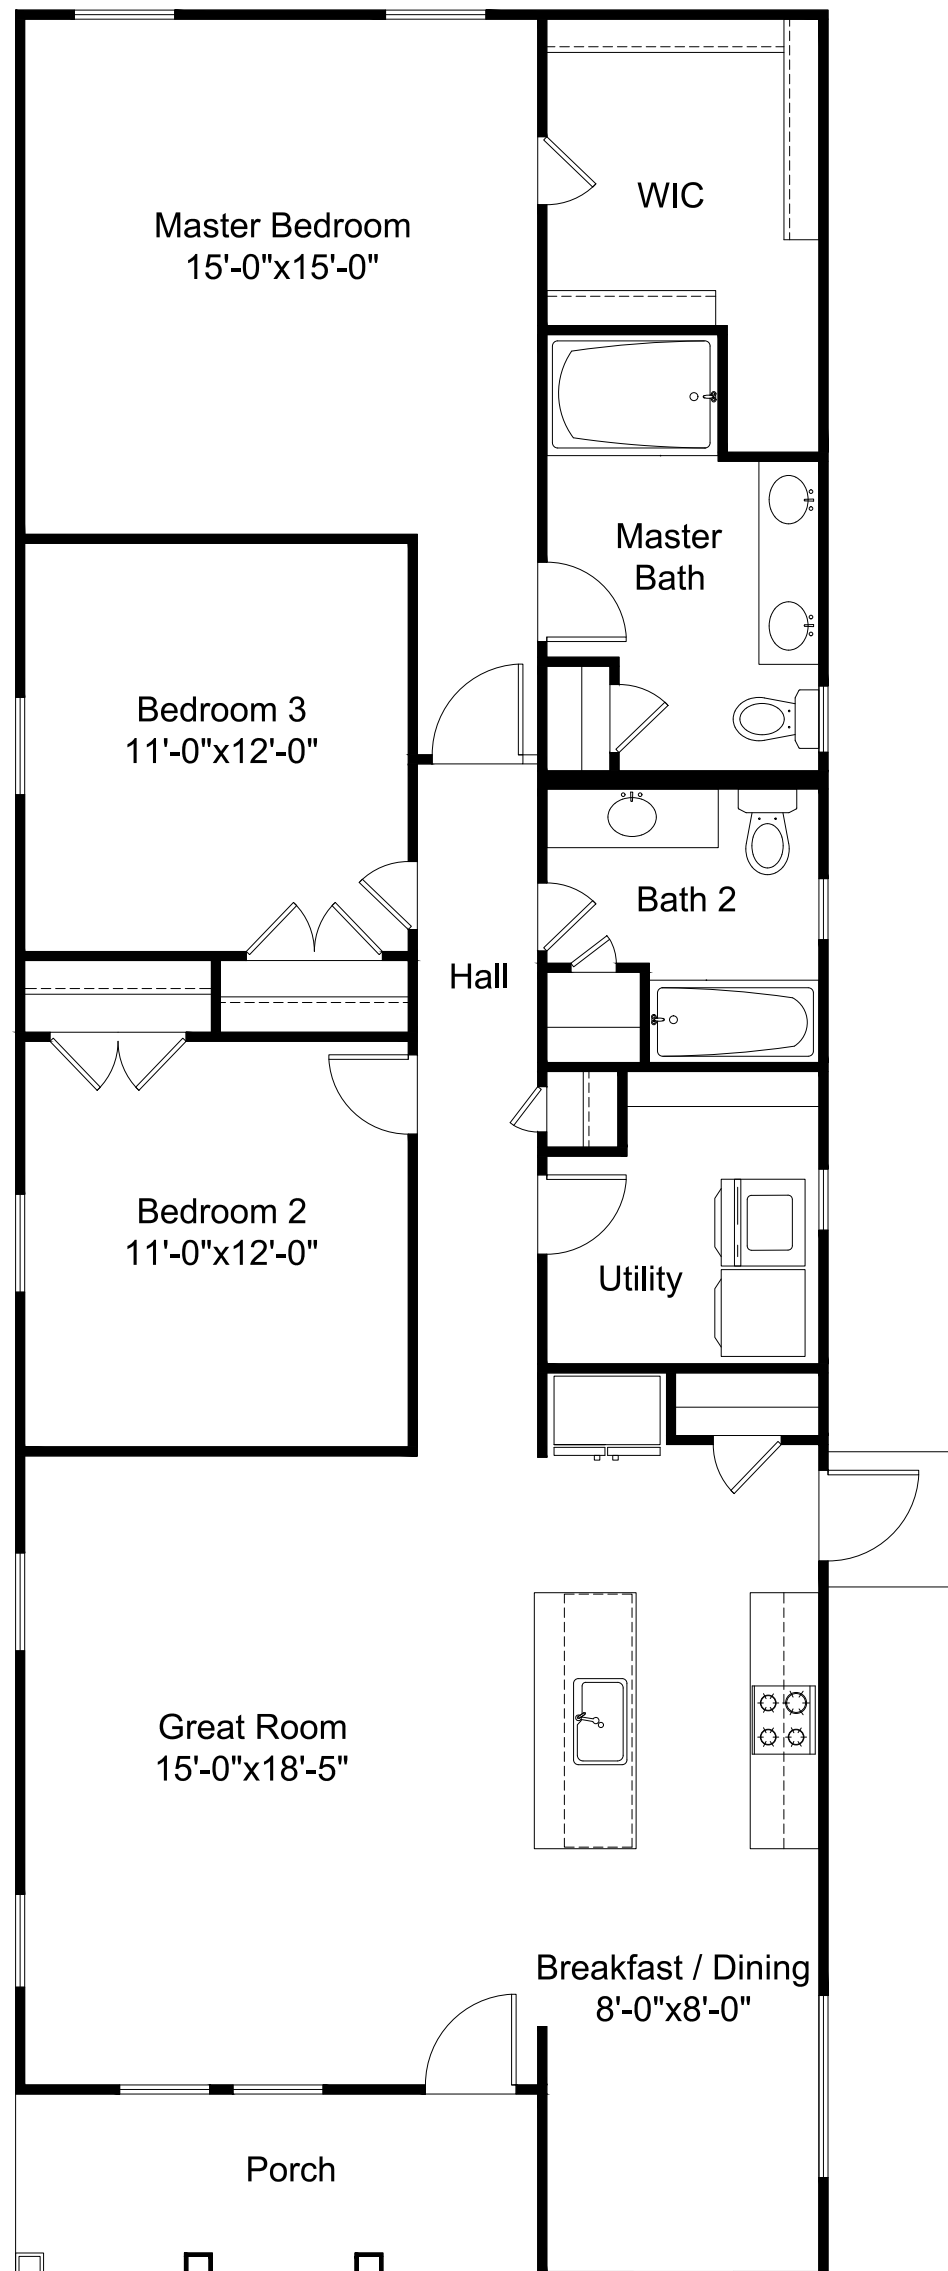 Master Bedroom
15'-0"x15'-0"
WIC
Master
Bath
Bedroom 3
11'-0"x12'-0"
Bath 2
Hall
Bedroom 2
11'-0"x12'-0"
Utility
Great Room
15'-0"x18'-5"
Breakfast / Dining
8'-0"x8'-0"
Porch